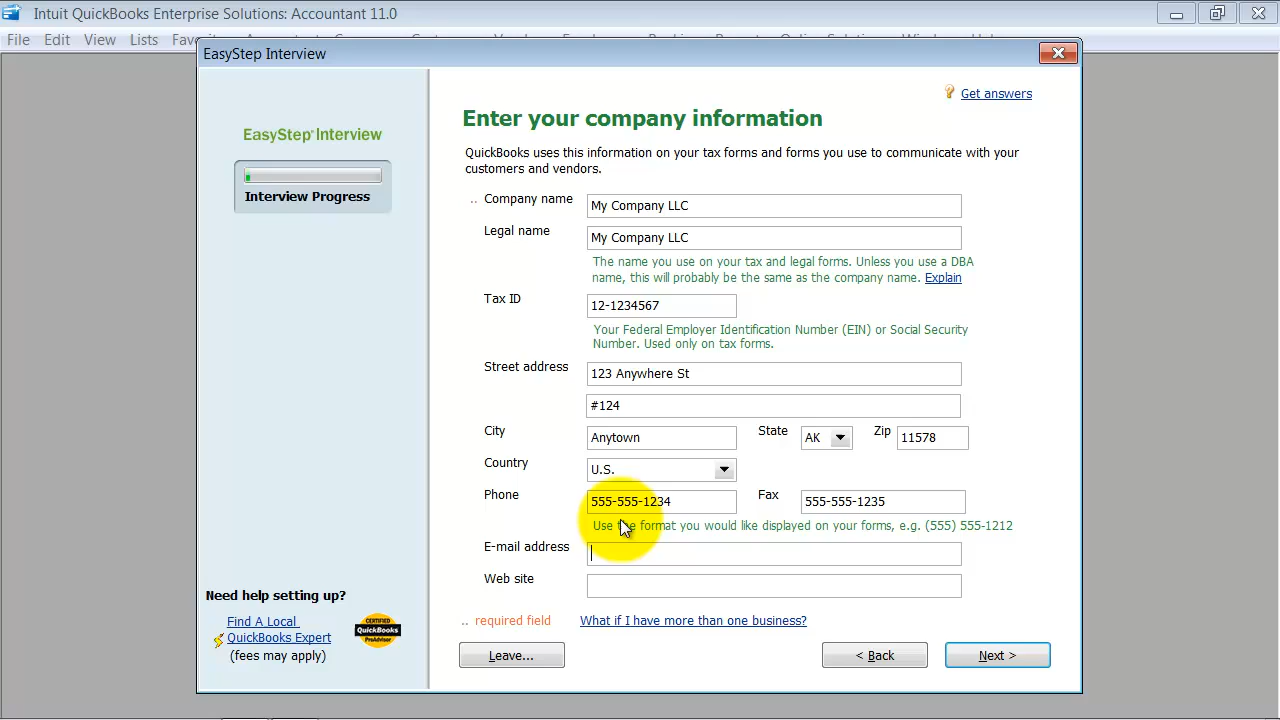 Intuit QuickBooks Enterprise Solutions: Accountant 11.0
File Edit View Lists
EasyStep Interview
Get answers
EasyStep Interview
Interview Progress
Enter your company information
QuickBooks uses this information on your tax forms and forms you use to communicate with your
customers and vendors.
Company name My Company LLC
Legal name My Company LLC
The name you use on your tax and legal forms. Unless you use a DBA
name, this will probably be the same as the company name. Explain
Tax ID 12-1234567
Your Federal Employer Identification Number (EIN) or Social Security
Number. Used only on tax forms.
Street address 123 Anywhere St
#124
City Anytown State AK Zip 11578
Country U.S.
Phone 555-555-1234 Fax 555-555-1235
Use the format you would like displayed on your forms, e.g. (555) 555-1212
E-mail address
Web site
.. required field What if I have more than one business?
Need help setting up?
Find A Local
QuickBooks Expert
(fees may apply)
CERTIFIED
QuickBooks
ProAdvisor
Leave... < Back Next >